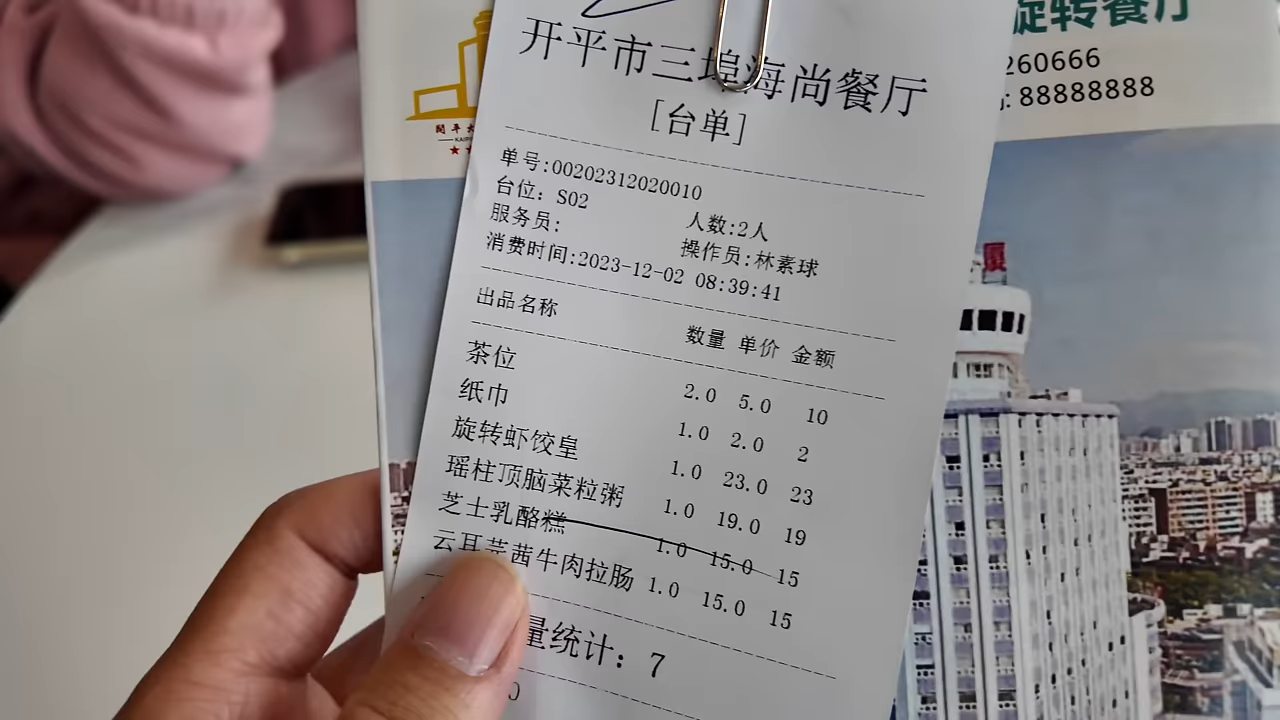 旋转餐厅
260666
: 88888888
开平市三埠海尚餐厅
[台单]
单号:00202312020010
台位: S02 人数:2人
服务员: 操作员:林素球
消费时间:2023-12-02 08:39:41
出品名称 数量 单价 金额
茶位 2.0 5.0 10
纸巾 1.0 2.0 2
旋转虾饺皇 1.0 23.0 23
瑶柱顶脑菜粒粥 1.0 19.0 19
芝士乳酪糕 1.0 15.0 15
云耳芫茜牛肉拉肠 1.0 15.0 15
量统计: 7